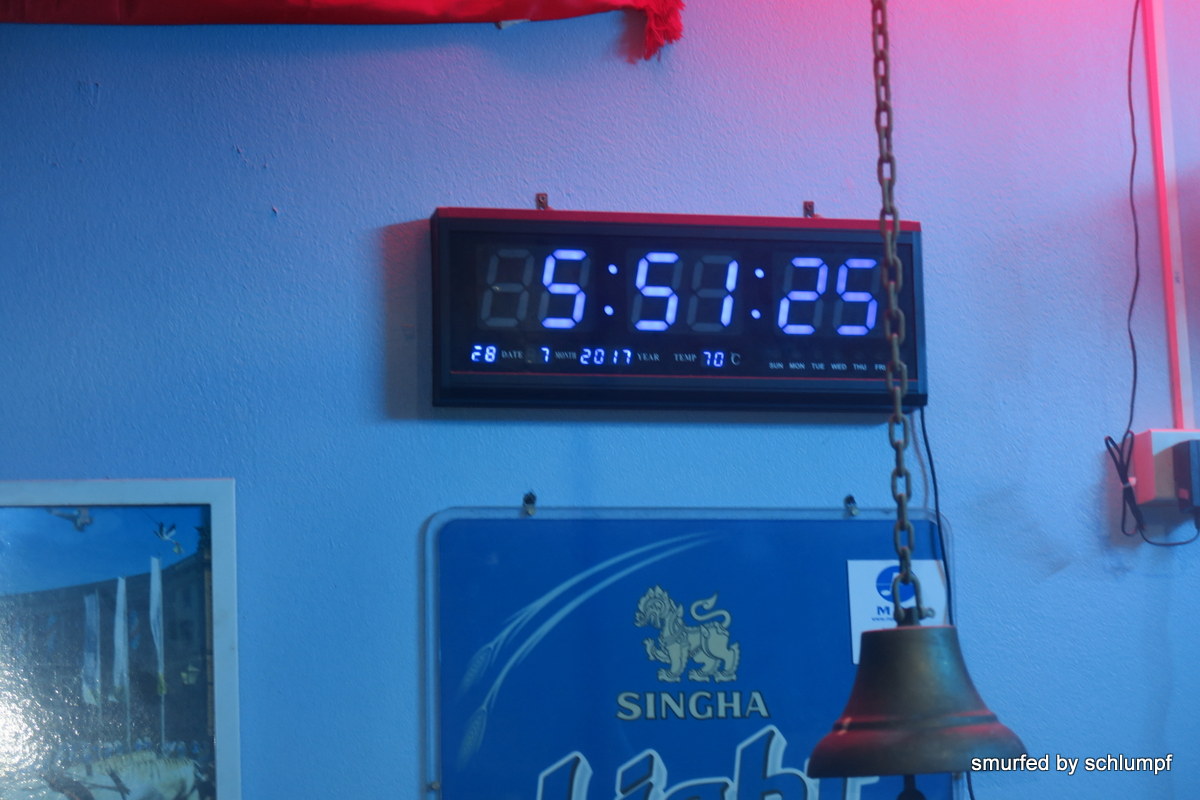 5:51:25
28 DATE 7 MONTH 2017 YEAR TEMP 70 °C
SUN MON TUE WED THU FRI
SINGHA
Light
smurfed by schlumpf